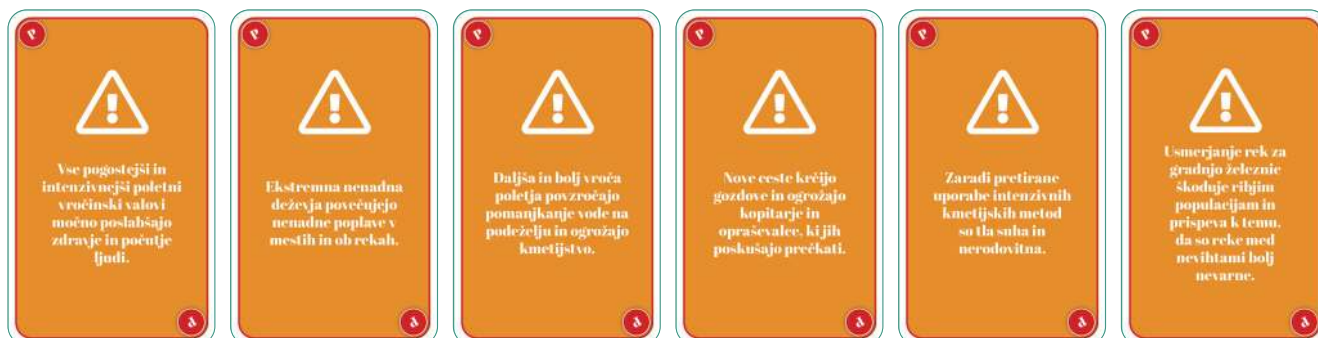 P
Vse pogostejši in
intenzivnejši poletni
vročinski valovi
močno poslabšajo
zdravje in počutje
ljudi.
P
P
Ekstremna nenadna
deževja povečujejo
nenadne poplave v
mestih in ob rekah.
P
P
Daljša in bolj vroča
poletja povzročajo
pomanjkanje vode na
podeželju in ogrožajo
kmetijstvo.
P
P
Nove ceste krčijo
gozdove in ogrožajo
kopitarje in
opraševalce, ki jih
poskušajo prečkati.
P
P
Zaradi pretirane
uporabe intenzivnih
kmetijskih metod
so tla suha in
nerodovitna.
P
P
Usmerjanje rek za
gradnjo železnic
škoduje ribjim
populacijam in
prispeva k temu,
da so reke med
nevihtami bolj
nevarne.
P